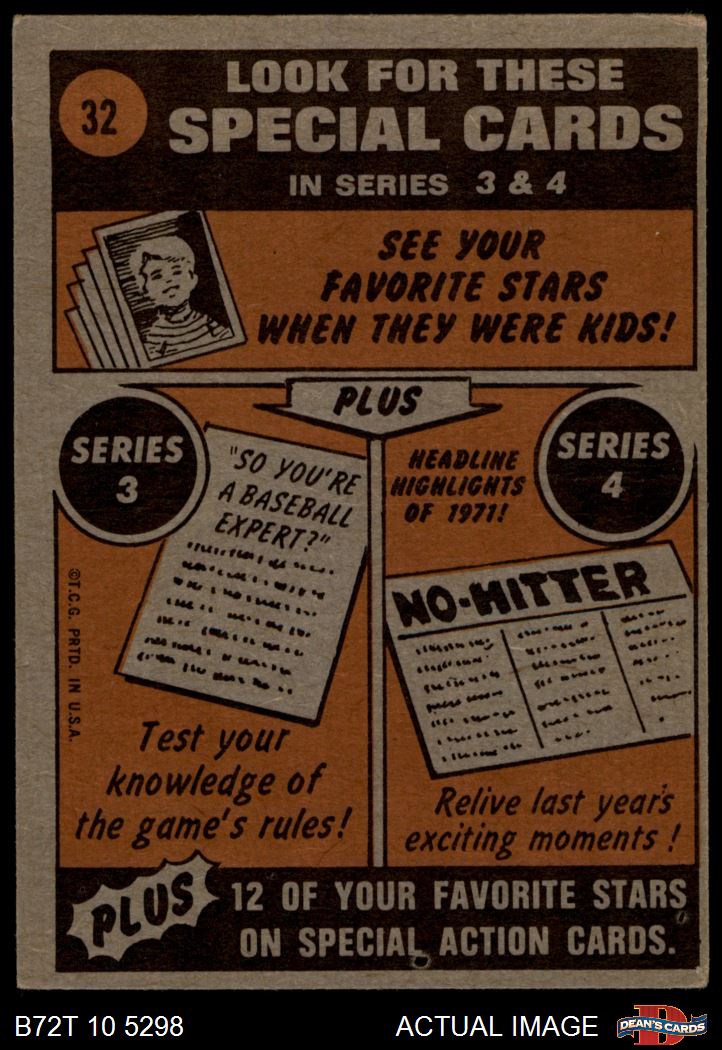 32
LOOK FOR THESE
SPECIAL CARDS
IN SERIES 3 & 4
SEE YOUR
FAVORITE STARS
WHEN THEY WERE KIDS!
PLUS
SERIES
3
"SO YOU'RE
A BASEBALL
EXPERT?"
HEADLINE
HIGHLIGHTS
OF 1971!
SERIES
4
NO-HITTER
©T.C.G. PRTD. IN U.S.A.
Test your
knowledge of
the game's rules!
Relive last year's
exciting moments!
PLUS
12 OF YOUR FAVORITE STARS
ON SPECIAL ACTION CARDS.
B72T 10 5298
ACTUAL IMAGE
D
DEAN'S CARDS